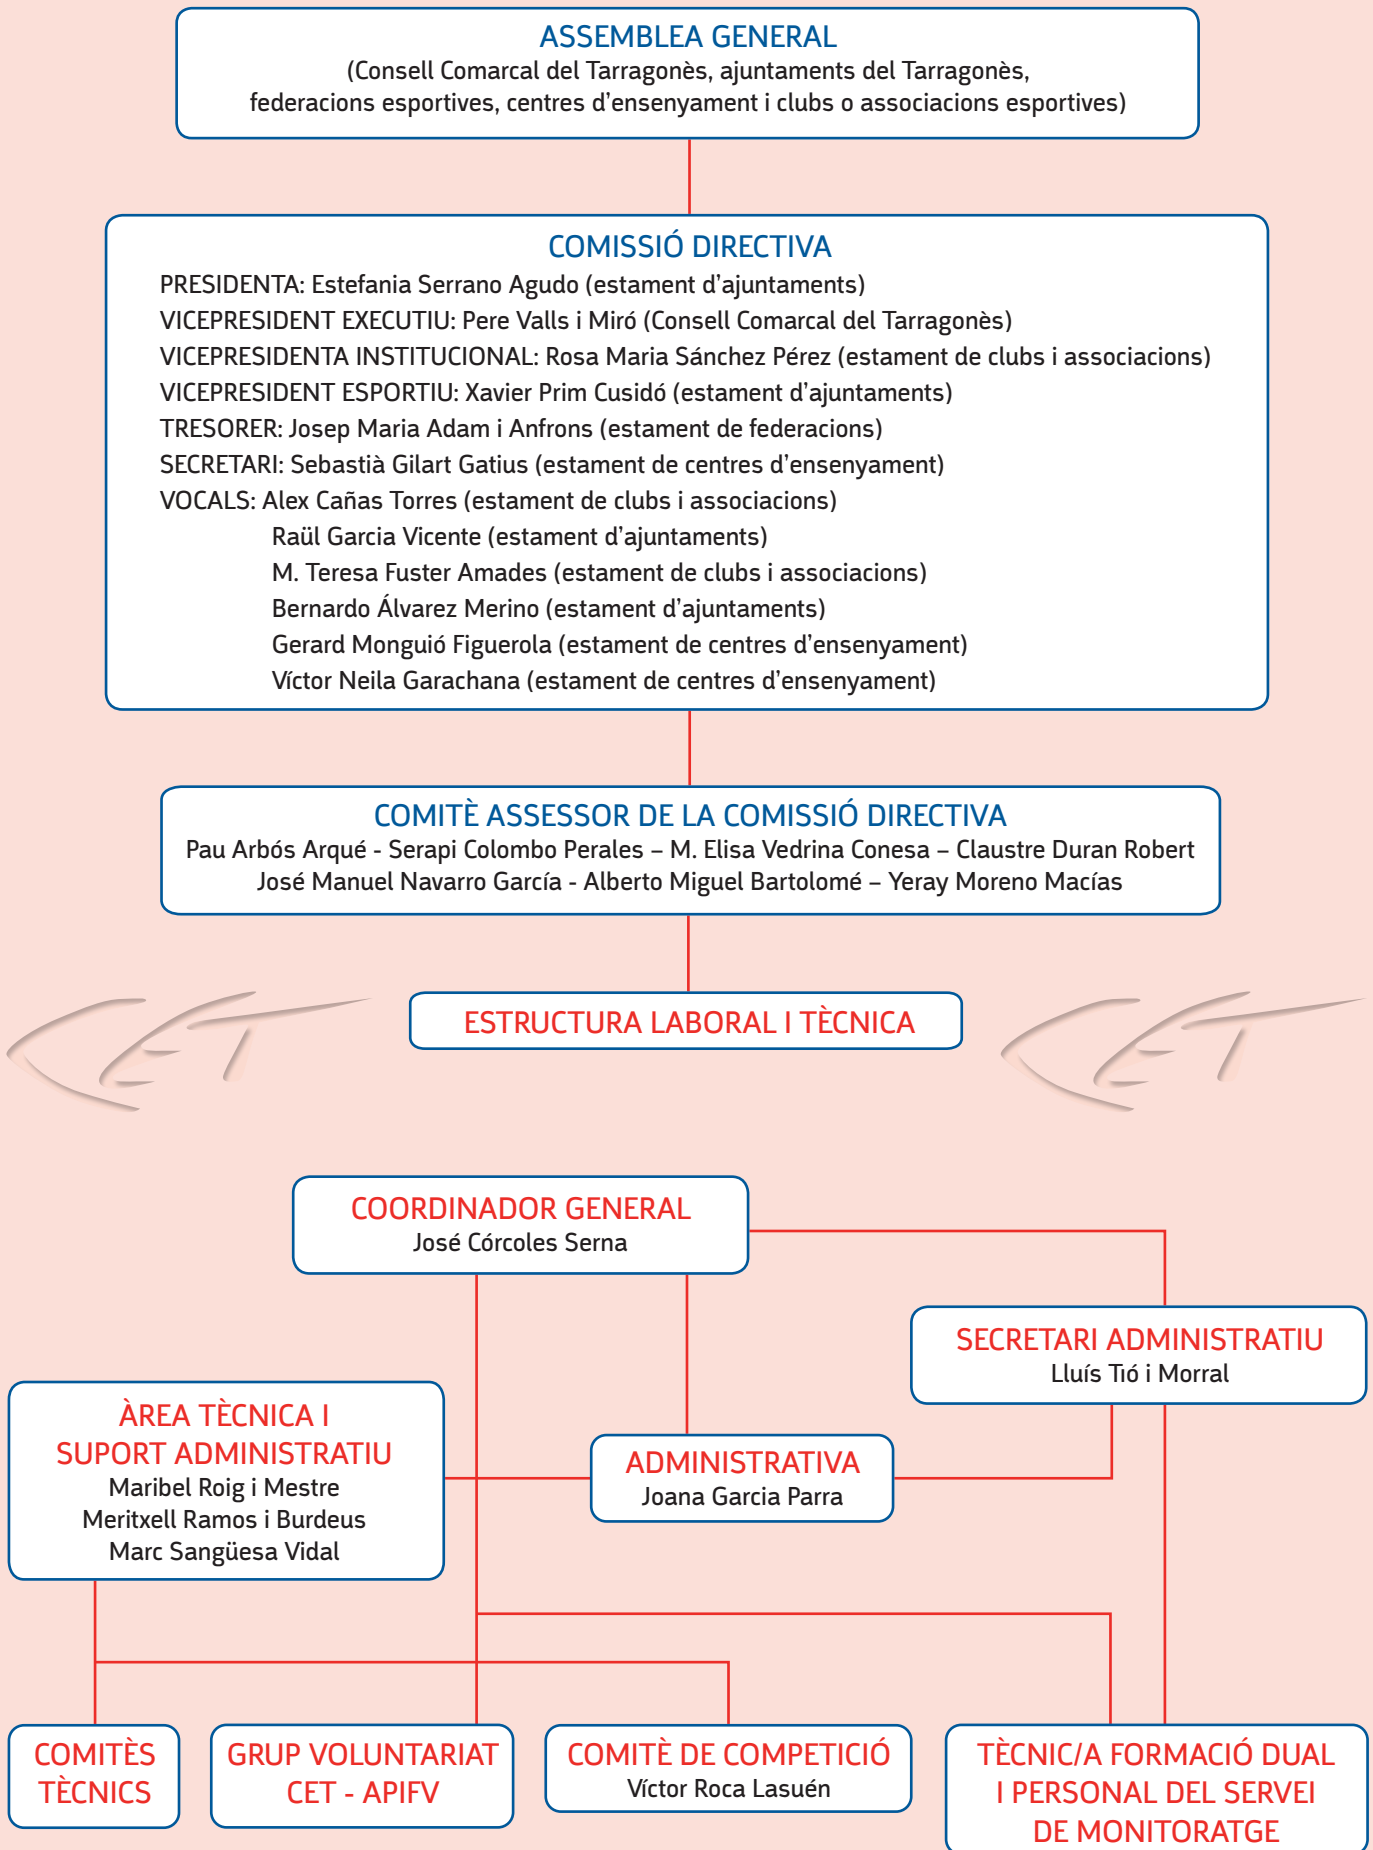 ASSEMBLEA GENERAL
(Consell Comarcal del Tarragonès, ajuntaments del Tarragonès,
federacions esportives, centres d'ensenyament i clubs o associacions esportives)
COMISSIÓ DIRECTIVA
PRESIDENTA: Estefania Serrano Agudo (estament d'ajuntaments)
VICEPRESIDENT EXECUTIU: Pere Valls i Miró (Consell Comarcal del Tarragonès)
VICEPRESIDENTA INSTITUCIONAL: Rosa Maria Sánchez Pérez (estament de clubs i associacions)
VICEPRESIDENT ESPORTIU: Xavier Prim Cusidó (estament d'ajuntaments)
TRESORER: Josep Maria Adam i Anfrons (estament de federacions)
SECRETARI: Sebastià Gilart Gatius (estament de centres d'ensenyament)
VOCALS: Alex Cañas Torres (estament de clubs i associacions)
Raül Garcia Vicente (estament d'ajuntaments)
M. Teresa Fuster Amades (estament de clubs i associacions)
Bernardo Álvarez Merino (estament d'ajuntaments)
Gerard Monguió Figuerola (estament de centres d'ensenyament)
Víctor Neila Garachana (estament de centres d'ensenyament)
COMITÈ ASSESSOR DE LA COMISSIÓ DIRECTIVA
Pau Arbós Arqué - Serapi Colombo Perales – M. Elisa Vedrina Conesa – Claustre Duran Robert
José Manuel Navarro García - Alberto Miguel Bartolomé – Yeray Moreno Macías
CET
ESTRUCTURA LABORAL I TÈCNICA
CET
COORDINADOR GENERAL
José Córcoles Serna
SECRETARI ADMINISTRATIU
Lluís Tió i Morral
ÀREA TÈCNICA I
SUPORT ADMINISTRATIU
Maribel Roig i Mestre
Meritxell Ramos i Burdeus
Marc Sangüesa Vidal
ADMINISTRATIVA
Joana Garcia Parra
COMITÈS
TÈCNICS
GRUP VOLUNTARIAT
CET - APIFV
COMITÈ DE COMPETICIÓ
Víctor Roca Lasuén
TÈCNIC/A FORMACIÓ DUAL
I PERSONAL DEL SERVEI
DE MONITORATGE